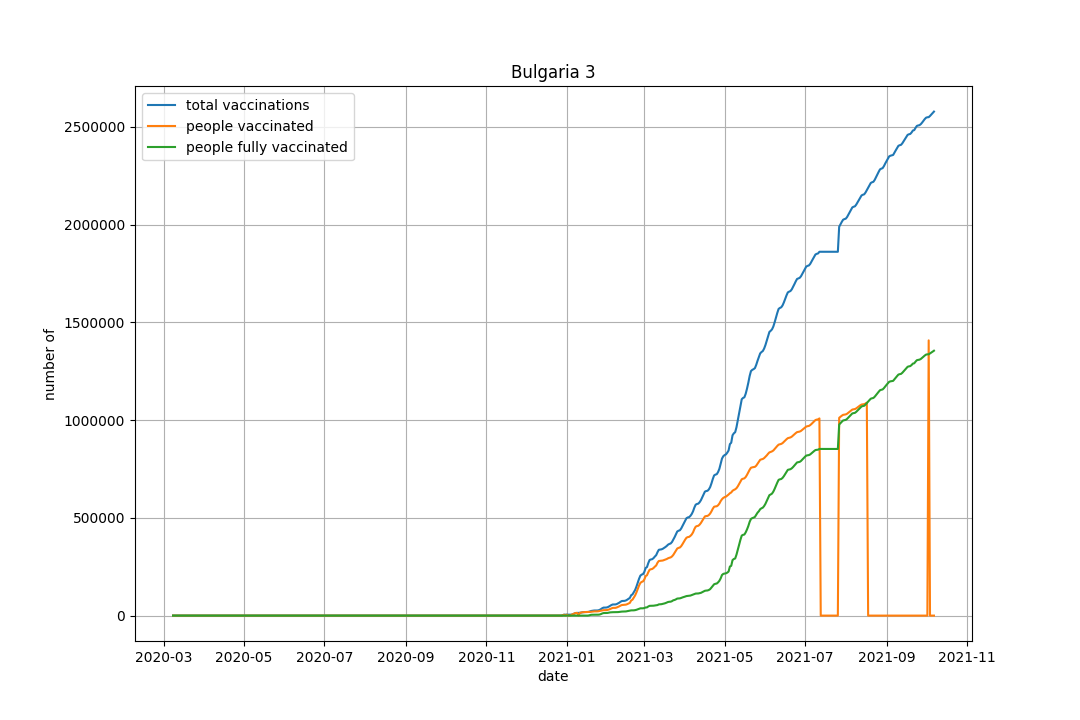 Bulgaria 3
total vaccinations
people vaccinated
people fully vaccinated
2500000
2000000
1500000
1000000
500000
0
number of
2020-03 2020-05 2020-07 2020-09 2020-11 2021-01 2021-03 2021-05 2021-07 2021-09 2021-11
date